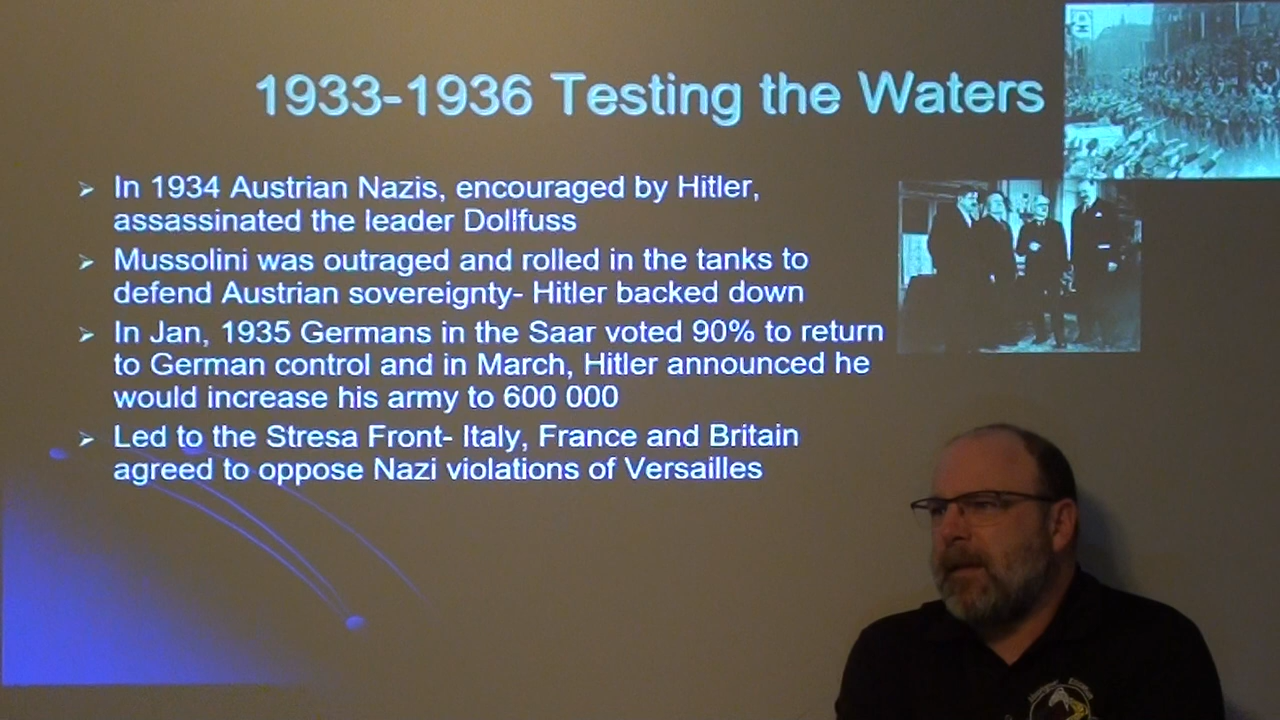 1933-1936 Testing the Waters
In 1934 Austrian Nazis, encouraged by Hitler,
assassinated the leader Dollfuss
Mussolini was outraged and rolled in the tanks to
defend Austrian sovereignty- Hitler backed down
In Jan, 1935 Germans in the Saar voted 90% to return
to German control and in March, Hitler announced he
would increase his army to 600 000
Led to the Stresa Front- Italy, France and Britain
agreed to oppose Nazi violations of Versailles